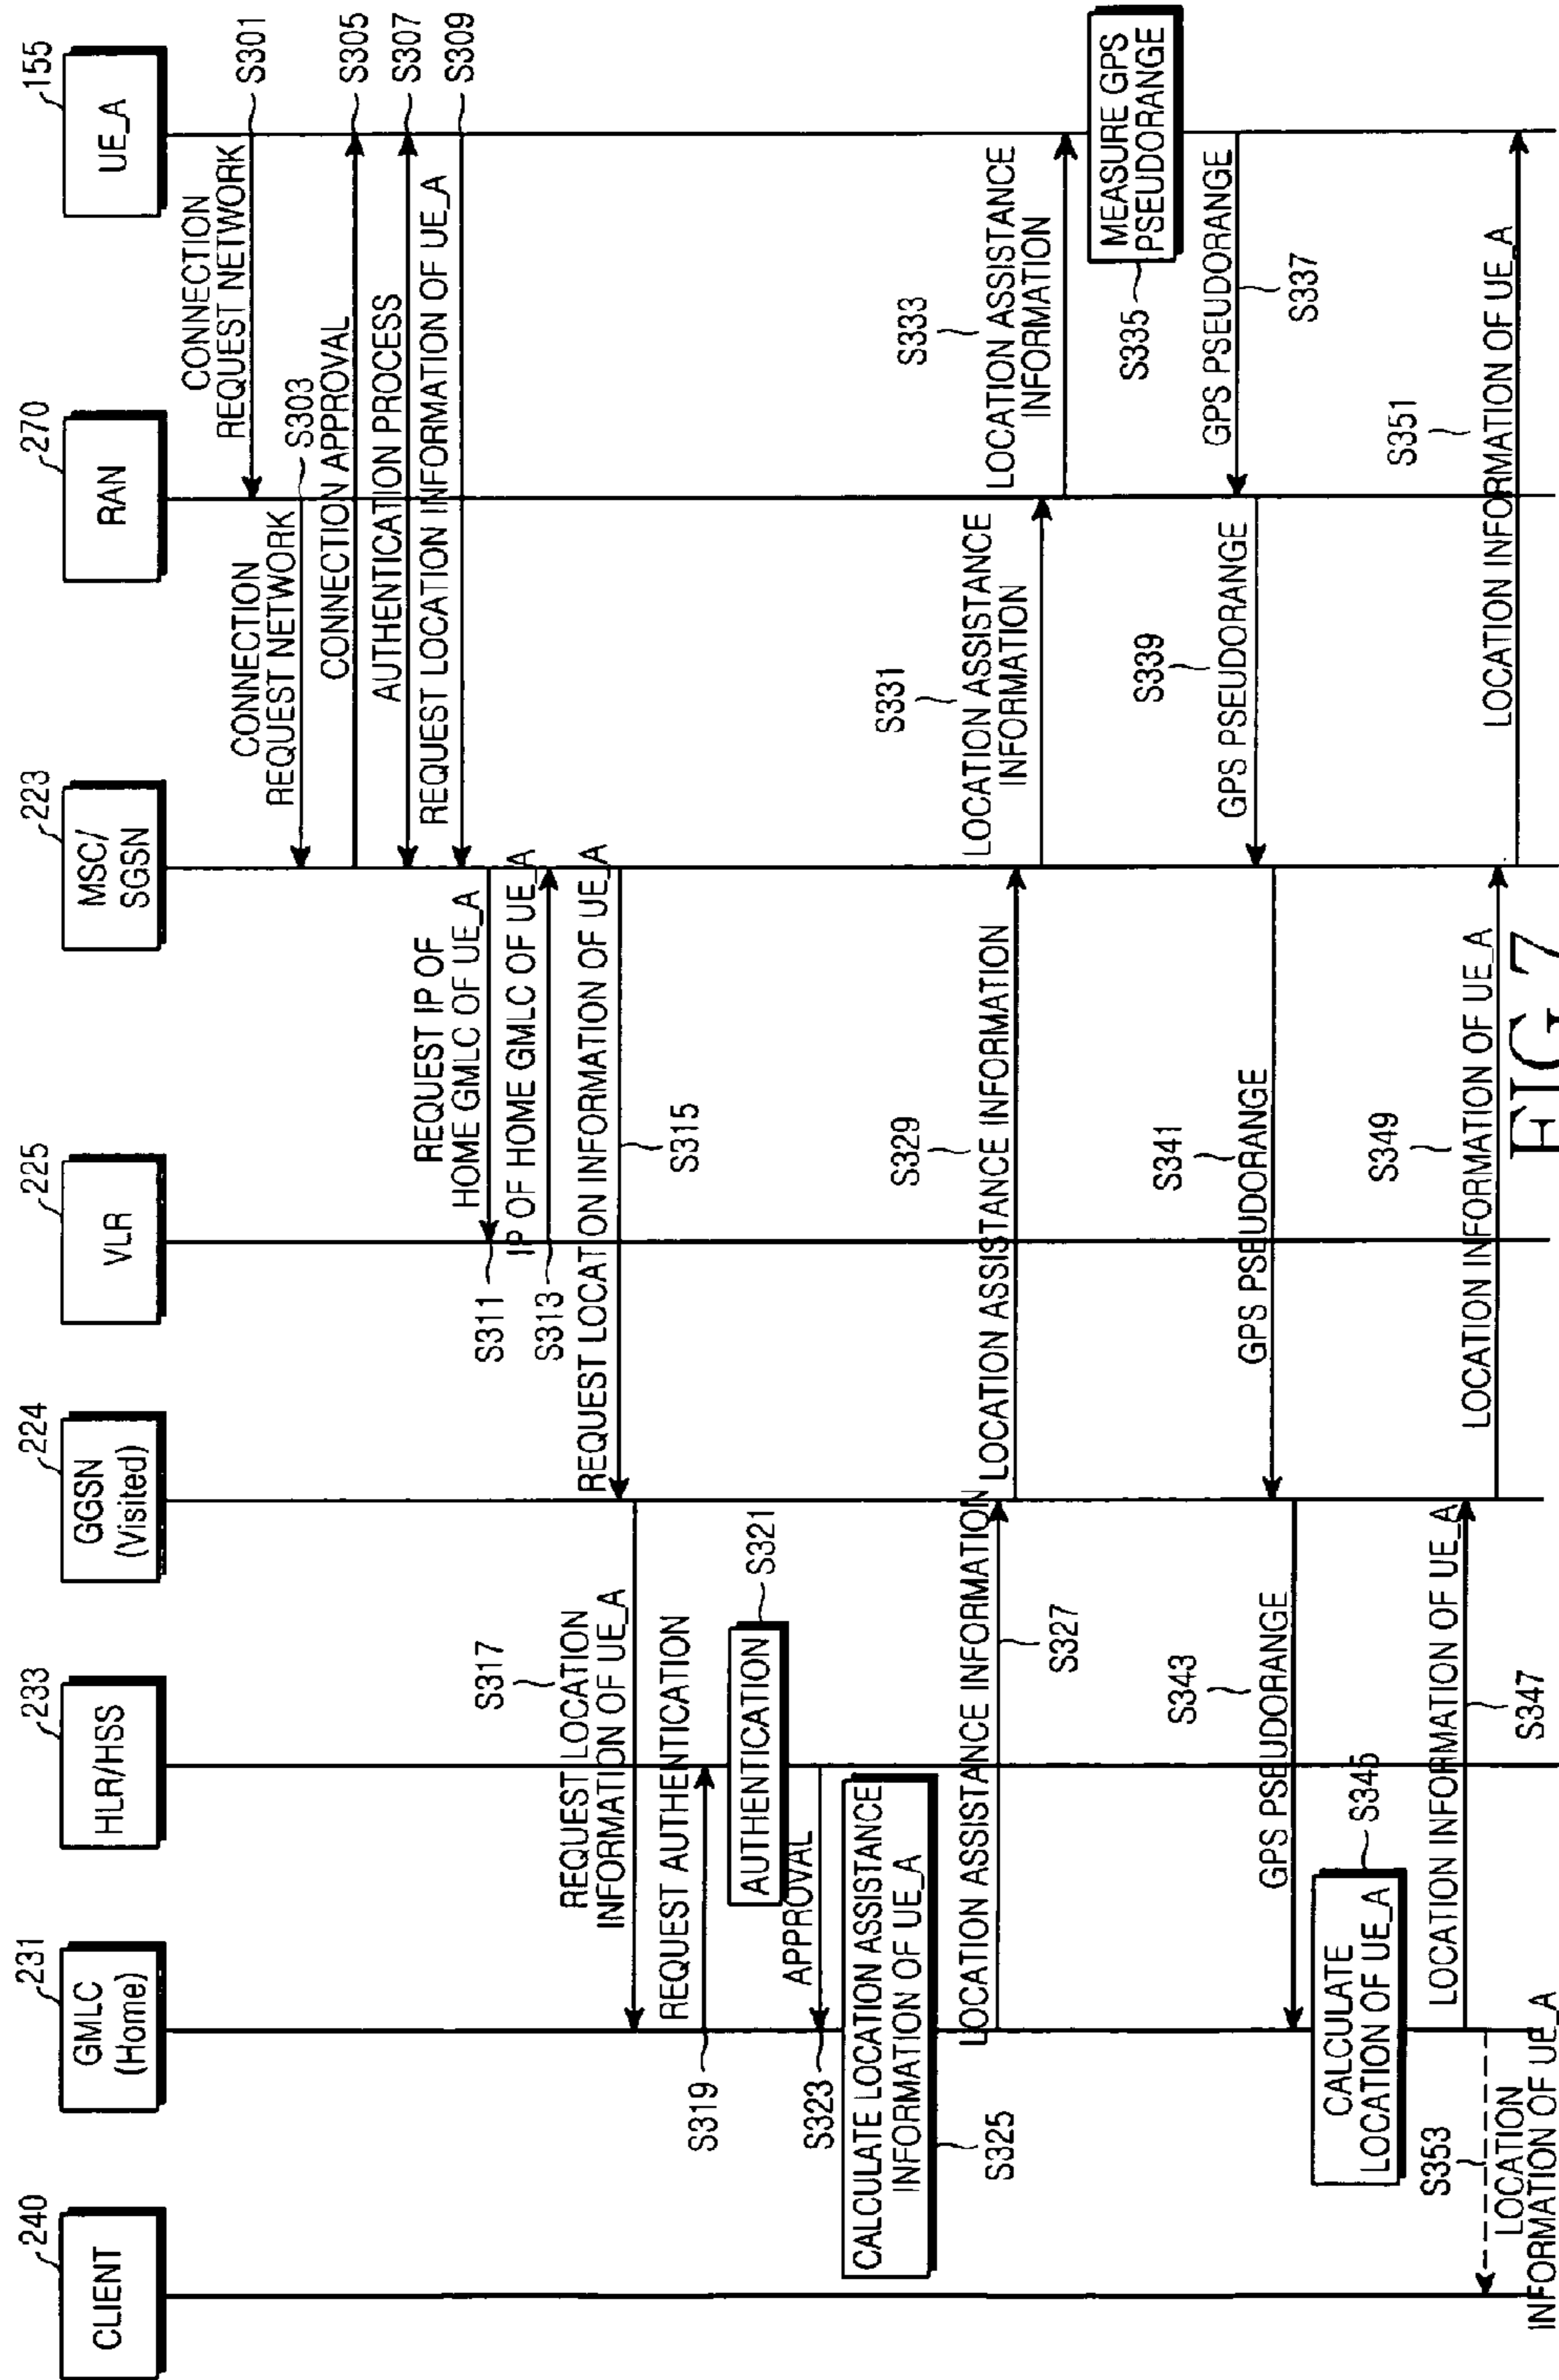 240
CLIENT
231
GMLC
(Home)
233
HLR/HSS
224
GGSN
(Visited)
225
VLR
223
MSC/
SGSN
270
RAN
155
UE_A
CONNECTION
REQUEST NETWORK
S301
CONNECTION
REQUEST NETWORK
S303
CONNECTION APPROVAL
S305
AUTHENTICATION PROCESS
S307
REQUEST LOCATION INFORMATION OF UE_A
S309
REQUEST IP OF
HOME GMLC OF UE_A
S311
IP OF HOME GMLC OF UE_A
S313
REQUEST LOCATION INFORMATION OF UE_A
S315
S317
REQUEST LOCATION
INFORMATION OF UE_A
REQUEST AUTHENTICATION
S319
AUTHENTICATION
S321
APPROVAL
S323
CALCULATE LOCATION ASSISTANCE
INFORMATION OF UE_A
S325
LOCATION ASSISTANCE INFORMATION
S327
S329
LOCATION ASSISTANCE INFORMATION
S331
LOCATION ASSISTANCE
INFORMATION
S333
LOCATION ASSISTANCE
INFORMATION
MEASURE GPS
PSEUDORANGE
S335
GPS PSEUDORANGE
S337
S339
GPS PSEUDORANGE
S341
GPS PSEUDORANGE
S343
GPS PSEUDORANGE
CALCULATE
LOCATION OF UE_A
S345
LOCATION INFORMATION OF UE_A
S347
S349
LOCATION INFORMATION OF UE_A
S351
LOCATION INFORMATION OF UE_A
S353
LOCATION
INFORMATION OF UE_A
FIG.7